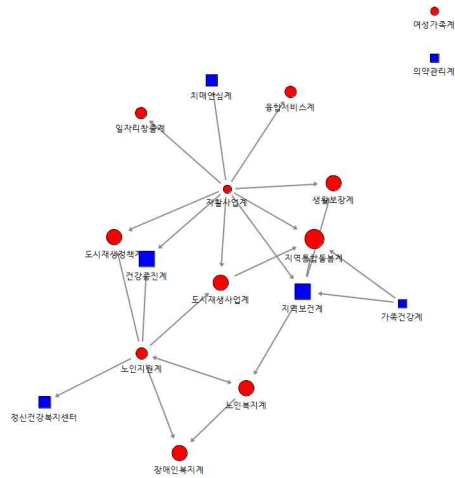 여성가족계
의약관리계
치매안심계
융합서비스계
일자리창출계
자활사업계
생활보장계
도시재생정책계
건강증진계
지역통합돌봄계
도시재생사업계
지역보건계
가족건강계
노인지원계
노인복지계
정신건강복지센터
장애인복지계